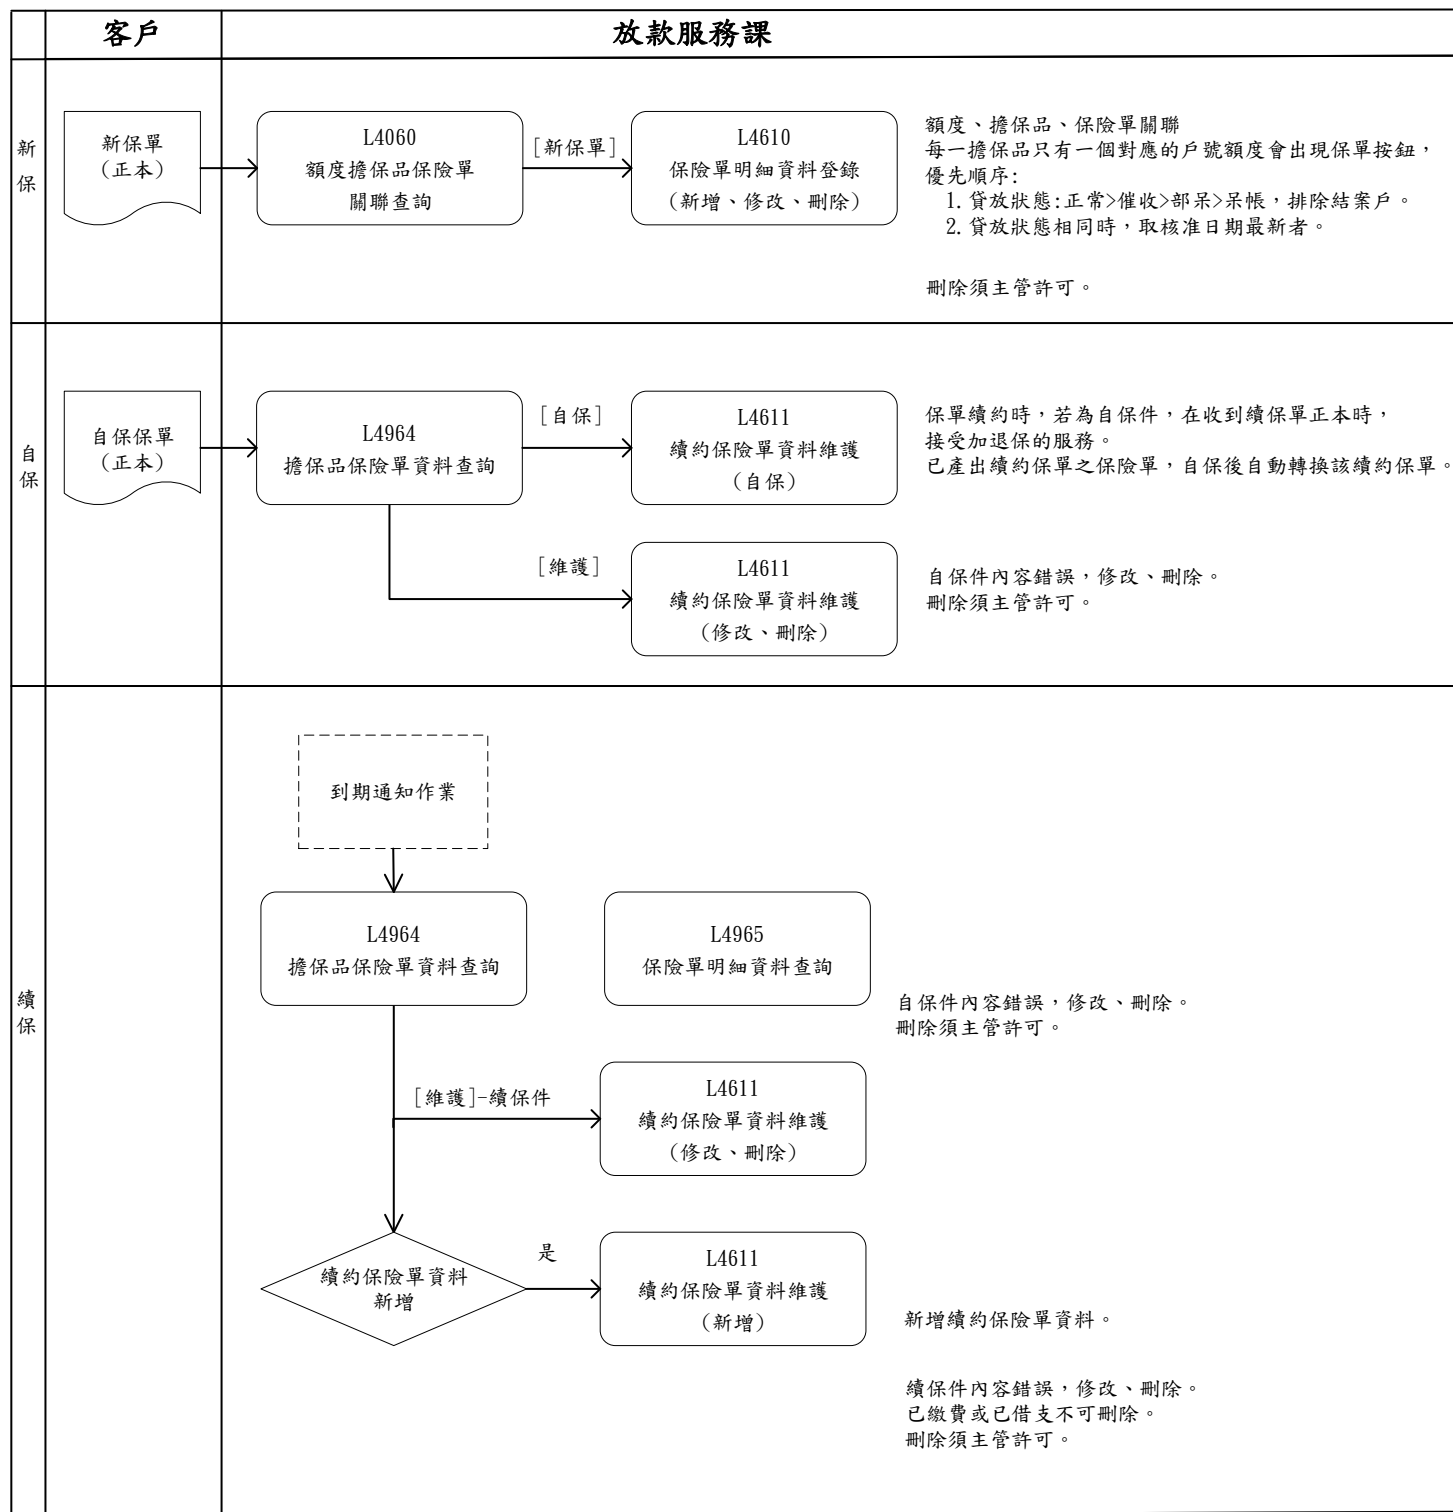 客戶
放款服務課
新
保
新保單
(正本)
L4060
額度擔保品保險單
關聯查詢
[新保單]
L4610
保險單明細資料登錄
(新增、修改、刪除)
額度、擔保品、保險單關聯
每一擔保品只有一個對應的戶號額度會出現保單按鈕，
優先順序:
1.貸放狀態:正常>催收>部呆>呆帳，排除結案戶。
2.貸放狀態相同時，取核准日期最新者。
刪除須主管許可。
自
保
自保保單
(正本)
L4964
擔保品保險單資料查詢
[自保]
L4611
續約保險單資料維護
(自保)
保單續約時，若為自保件，在收到續保單正本時，
接受加退保的服務。
已產出續約保單之保險單，自保後自動轉換該續約保單。
[維護]
L4611
續約保險單資料維護
(修改、刪除)
自保件內容錯誤，修改、刪除。
刪除須主管許可。
續
保
到期通知作業
L4964
擔保品保險單資料查詢
L4965
保險單明細資料查詢
自保件內容錯誤，修改、刪除。
刪除須主管許可。
[維護]-續保件
L4611
續約保險單資料維護
(修改、刪除)
續約保險單資料
新增
是
L4611
續約保險單資料維護
(新增)
新增續約保險單資料。
續保件內容錯誤，修改、刪除。
已繳費或已借支不可刪除。
刪除須主管許可。